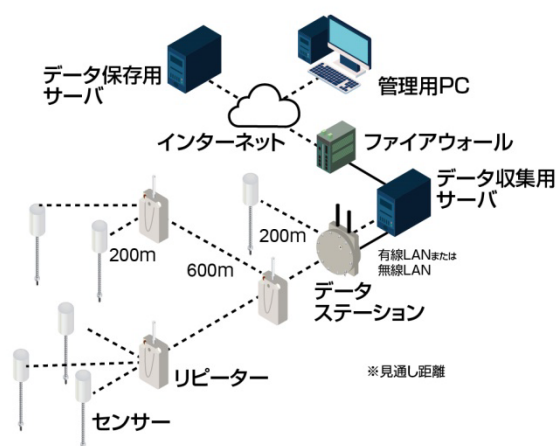 データ保存用
サーバ
管理用PC
インターネット
ファイアウォール
データ収集用
サーバ
200m
200m
600m
有線LANまたは
無線LAN
データ
ステーション
リピーター
※見通し距離
センサー